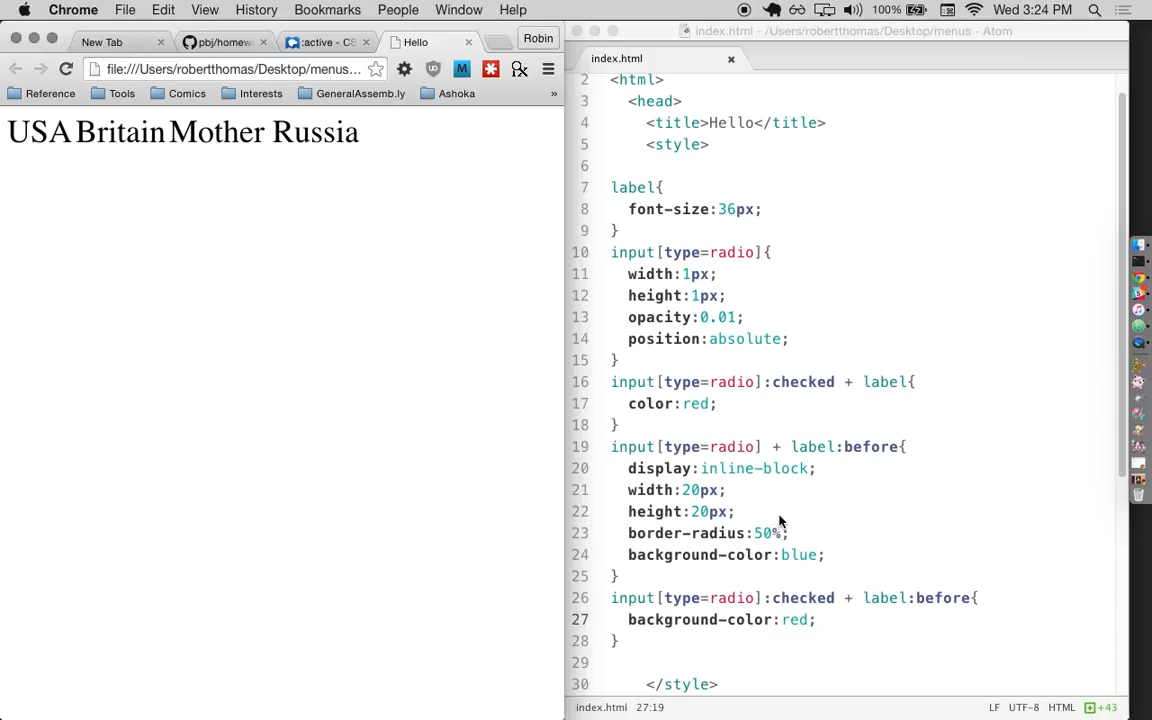 Chrome File Edit View History Bookmarks People Window Help 100% Wed 3:24 PM
New Tab pbj/homew :active - CS Hello Robin
file:///Users/robertthomas/Desktop/menus...
Reference Tools Comics Interests GeneralAssemb.ly Ashoka »
USA Britain Mother Russia
index.html - /Users/robertthomas/Desktop/menus - Atom
index.html
2 <html>
3 <head>
4 <title>Hello</title>
5 <style>
6
7 label{
8 font-size:36px;
9 }
10 input[type=radio]{
11 width:1px;
12 height:1px;
13 opacity:0.01;
14 position:absolute;
15 }
16 input[type=radio]:checked + label{
17 color:red;
18 }
19 input[type=radio] + label:before{
20 display:inline-block;
21 width:20px;
22 height:20px;
23 border-radius:50%;
24 background-color:blue;
25 }
26 input[type=radio]:checked + label:before{
27 background-color:red;
28 }
29
30 </style>
index.html 27:19 LF UTF-8 HTML +43